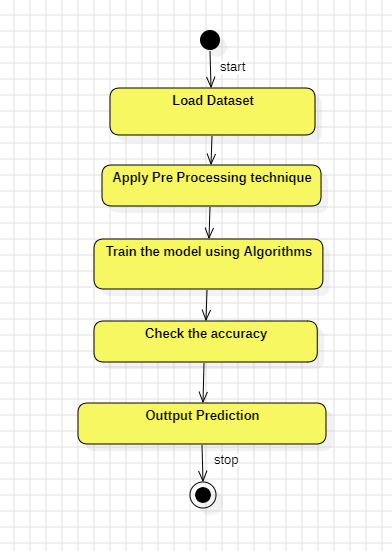 start
Load Dataset
Apply Pre Processing technique
Train the model using Algorithms
Check the accuracy
Outtput Prediction
stop